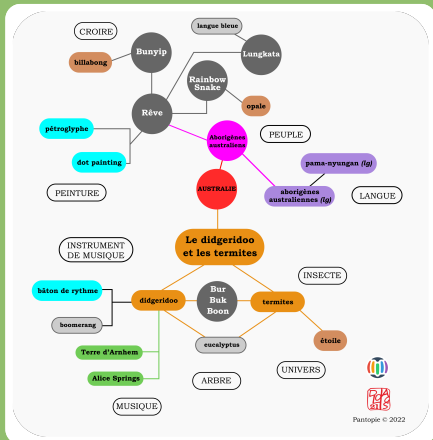 CROIRE
langue bleue
Bunyip
Lungkata
billabong
Rainbow
Snake
opale
Rêve
pétroglyphe
Aborigènes
australiens
PEUPLE
dot painting
pama-nyungan (lg)
PEINTURE
AUSTRALIE
aborigènes
australiennes (lg)
LANGUE
Le didgeridoo
et les termites
INSTRUMENT
DE MUSIQUE
INSECTE
bâton de rythme
didgeridoo
Bur
Buk
Boon
termites
boomerang
eucalyptus
étoile
Terre d'Arnhem
Alice Springs
UNIVERS
ARBRE
MUSIQUE
Pantopie © 2022